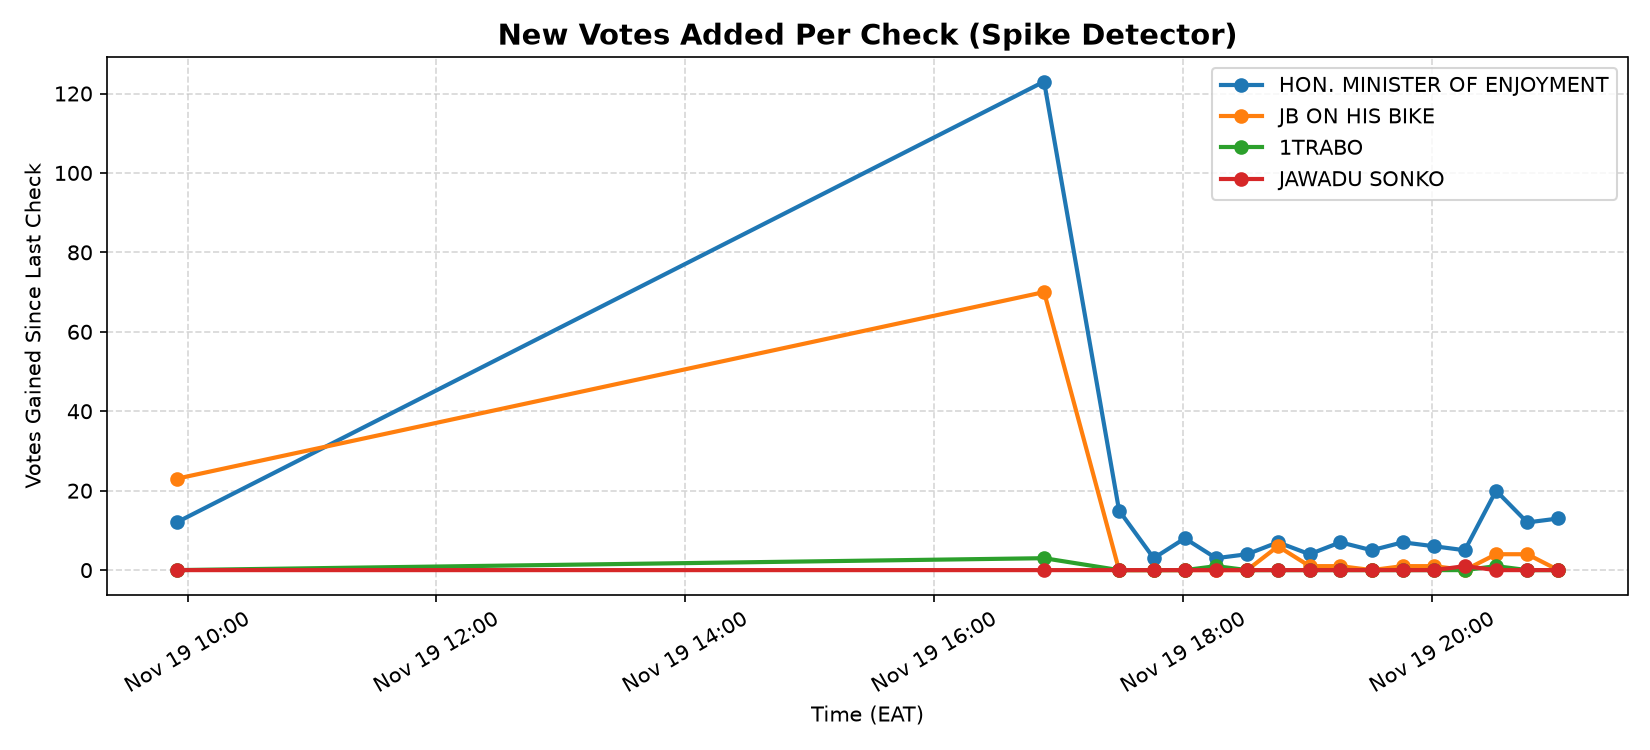 New Votes Added Per Check (Spike Detector)
HON. MINISTER OF ENJOYMENT
JB ON HIS BIKE
1TRABO
JAWADU SONKO
Votes Gained Since Last Check
120
100
80
60
40
20
0
Nov 19 10:00
Nov 19 12:00
Nov 19 14:00
Nov 19 16:00
Nov 19 18:00
Nov 19 20:00
Time (EAT)